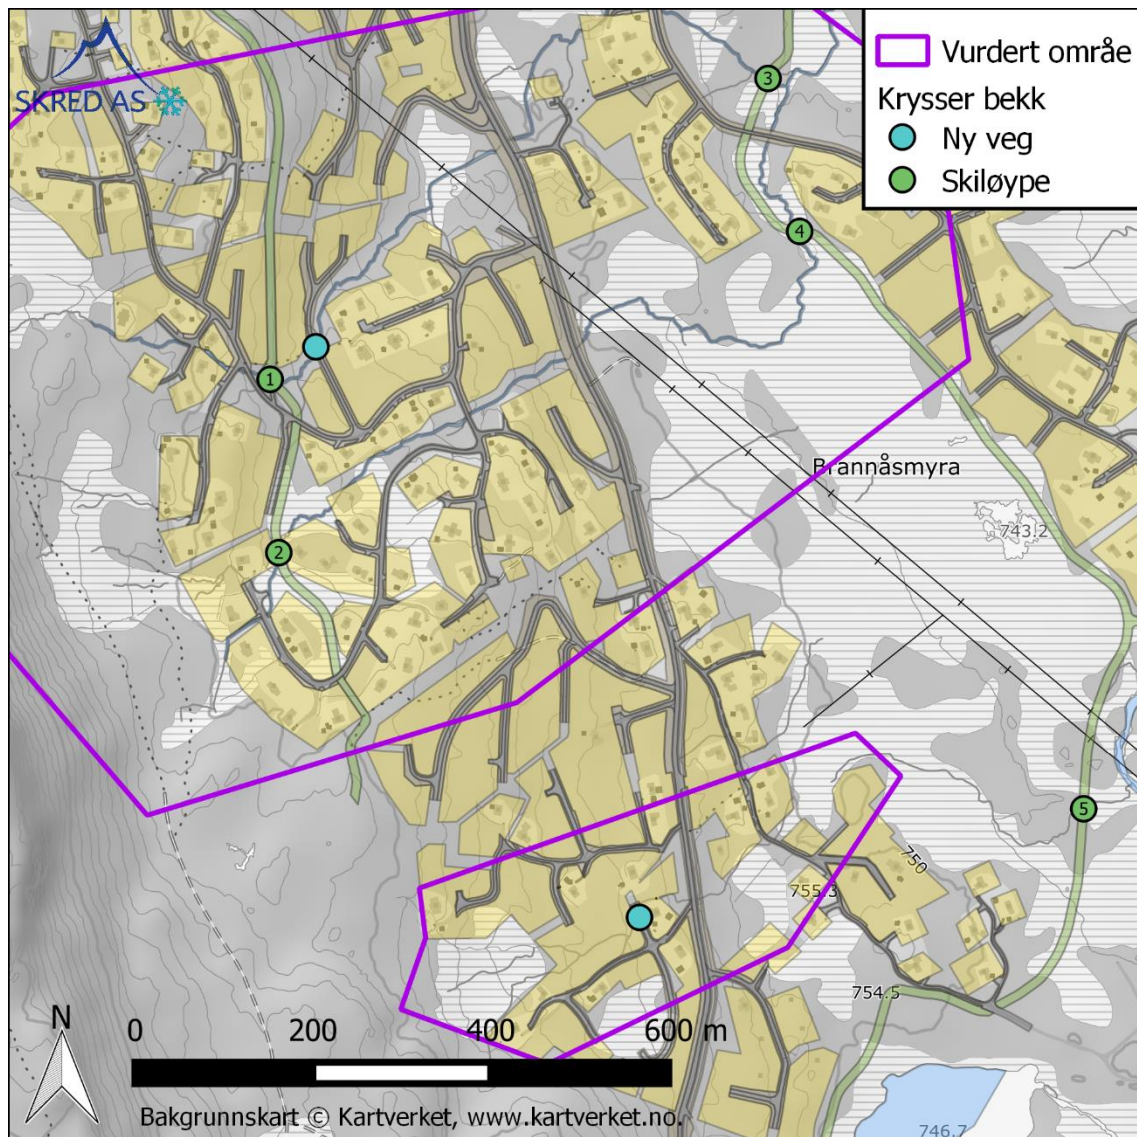 SKRED AS
Vurdert områe
Krysser bekk
Ny veg
Skiløype
3
4
1
2
Brannåsmyra
743.2
5
750
755.3
754.5
N
0 200 400 600 m
Bakgrunnskart © Kartverket, www.kartverket.no.
746.7